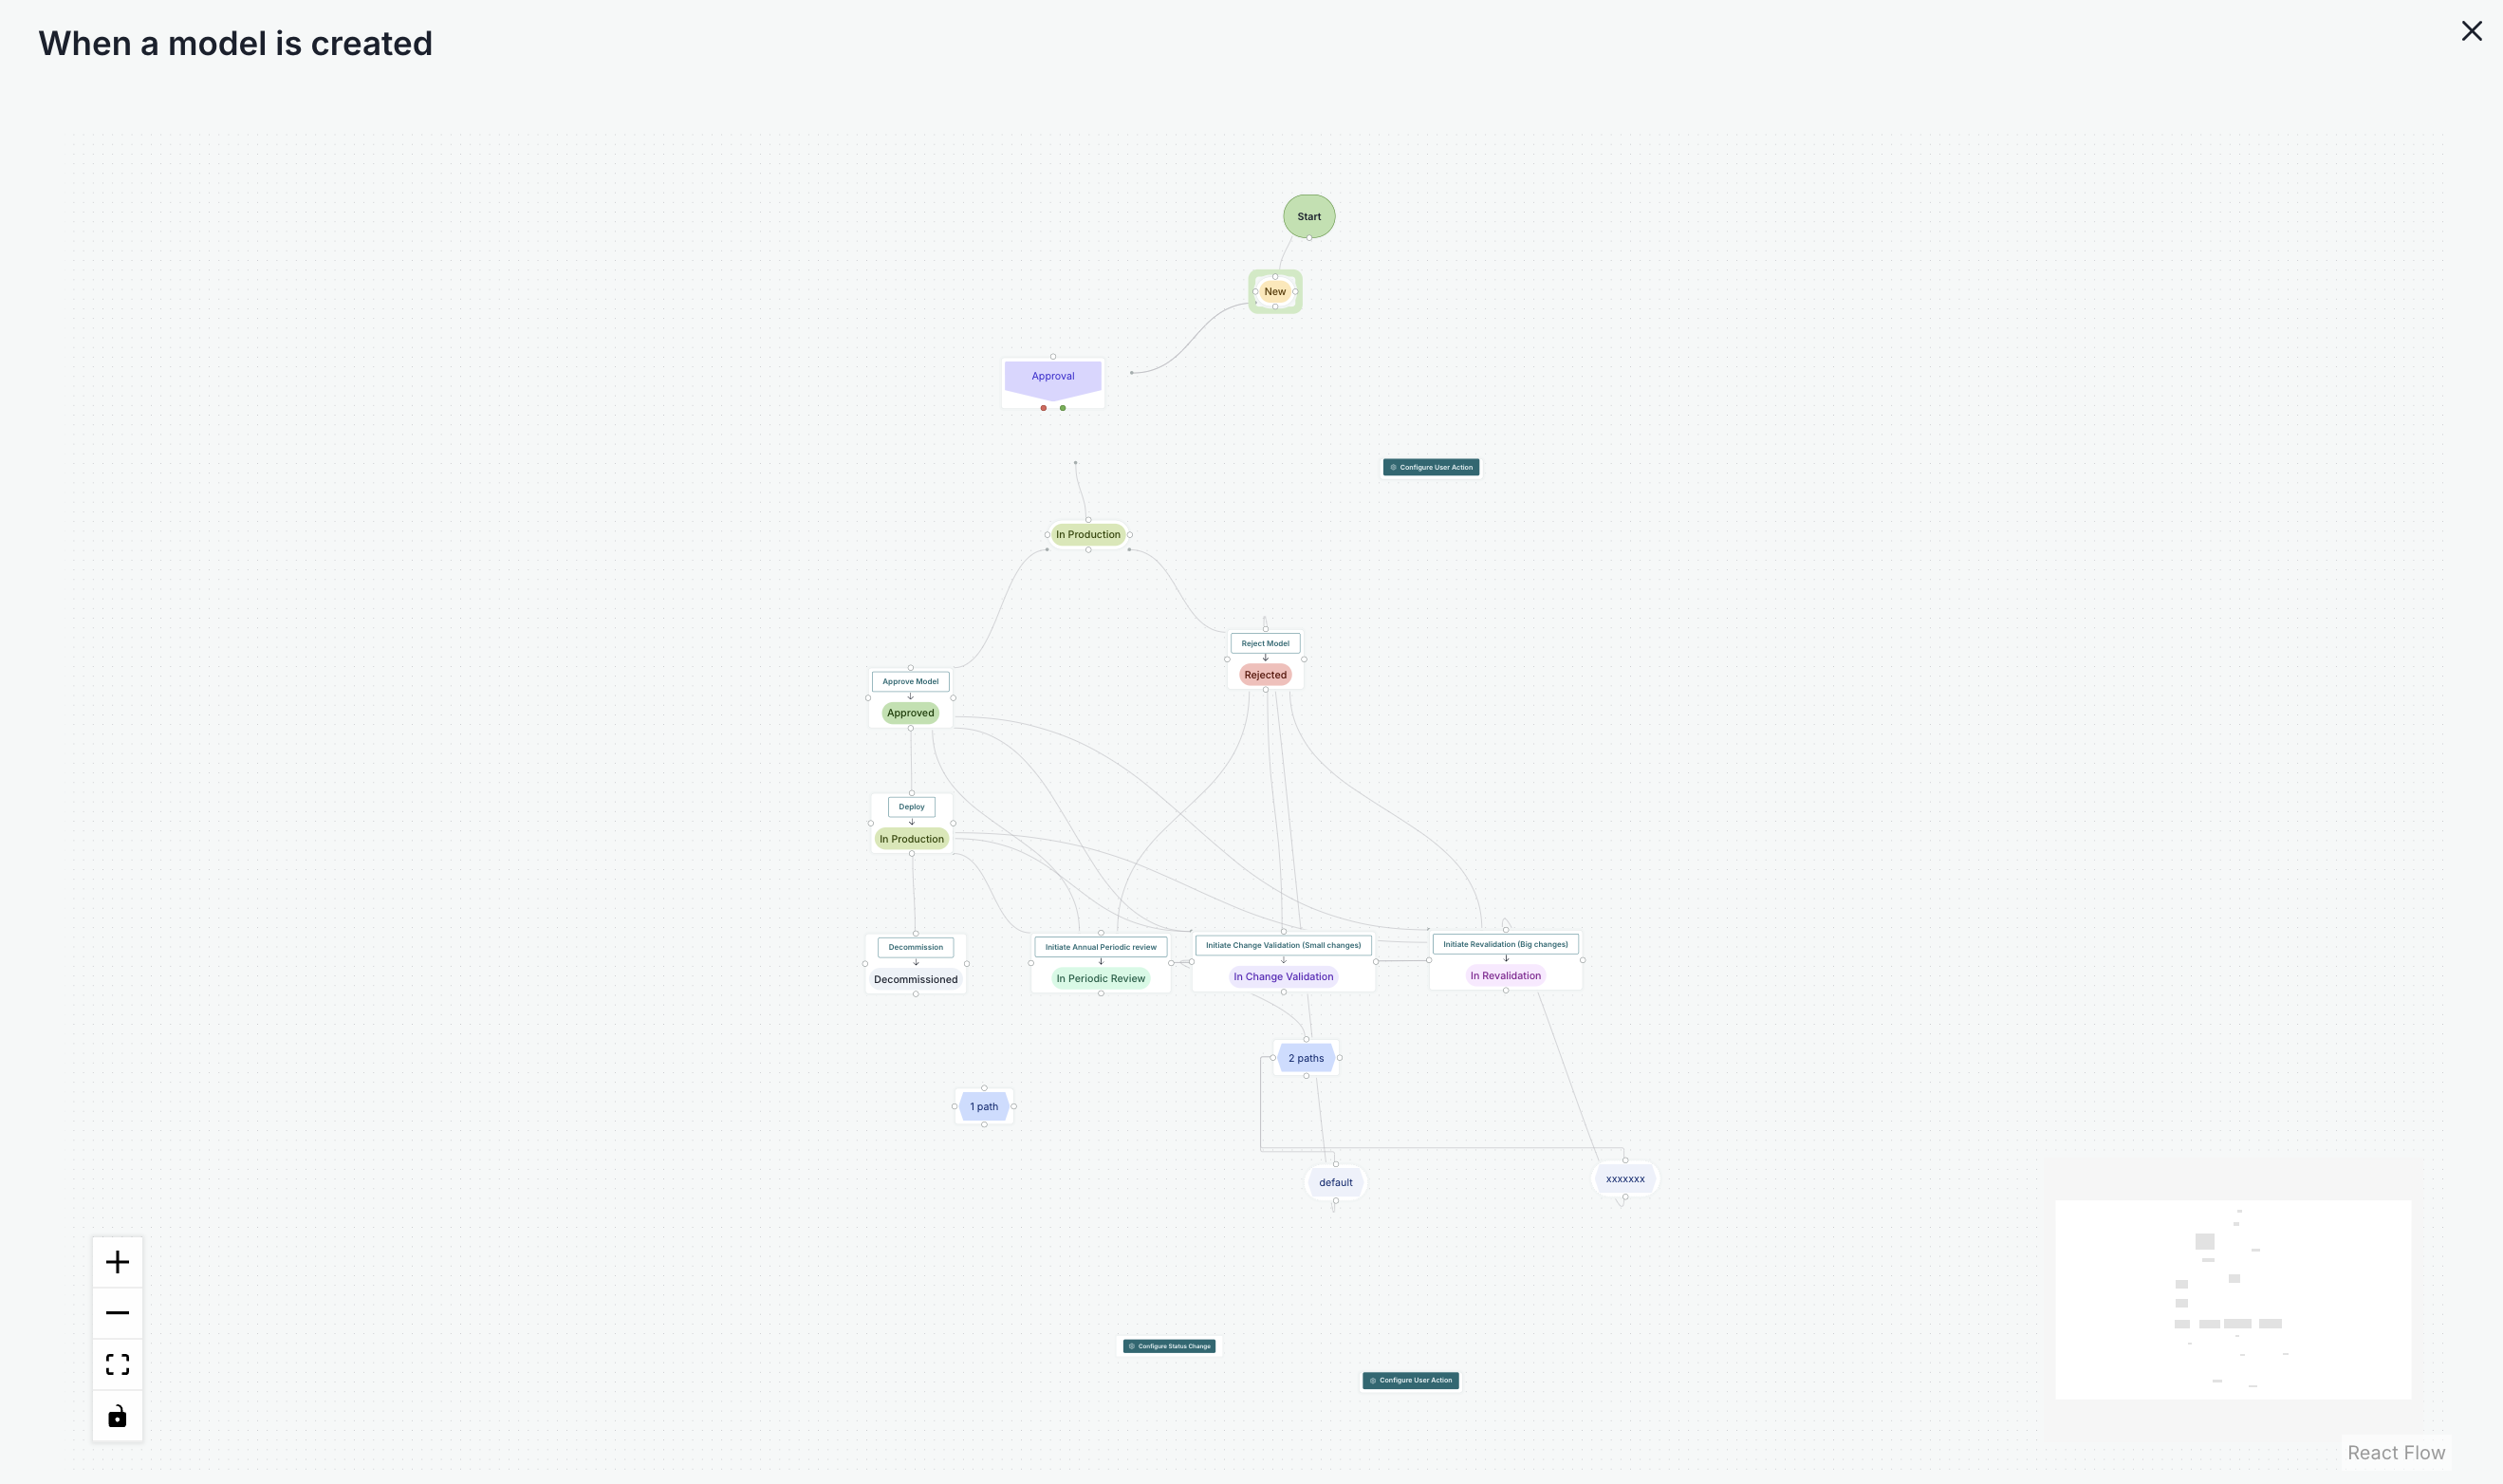 When a model is created
Start
New
Approval
Configure User Action
In Production
Reject Model
Rejected
Approve Model
Approved
Deploy
In Production
Decommission
Decommissioned
Initiate Annual Periodic review
In Periodic Review
Initiate Change Validation (Small changes)
In Change Validation
Initiate Revalidation (Big changes)
In Revalidation
2 paths
1 path
default
xxxxxxx
Configure Status Change
Configure User Action
React Flow